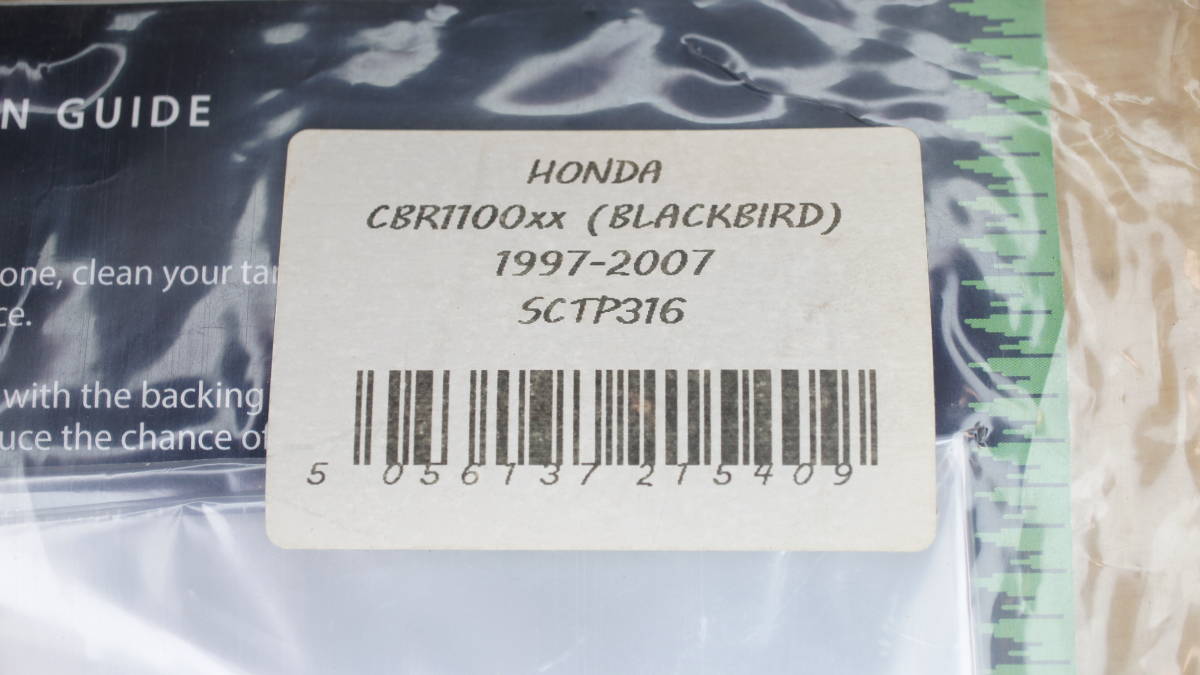 N GUIDE
HONDA
CBR1100xx (BLACKBIRD)
1997-2007
SCTP316
one, clean your
ce.
with the backing
uce the chance of
5 056137 215409